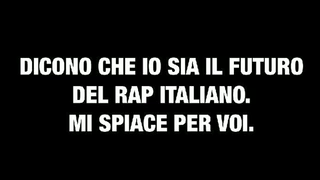 DICONO CHE IO SIA IL FUTURO
DEL RAP ITALIANO.
MI SPIACE PER VOI.